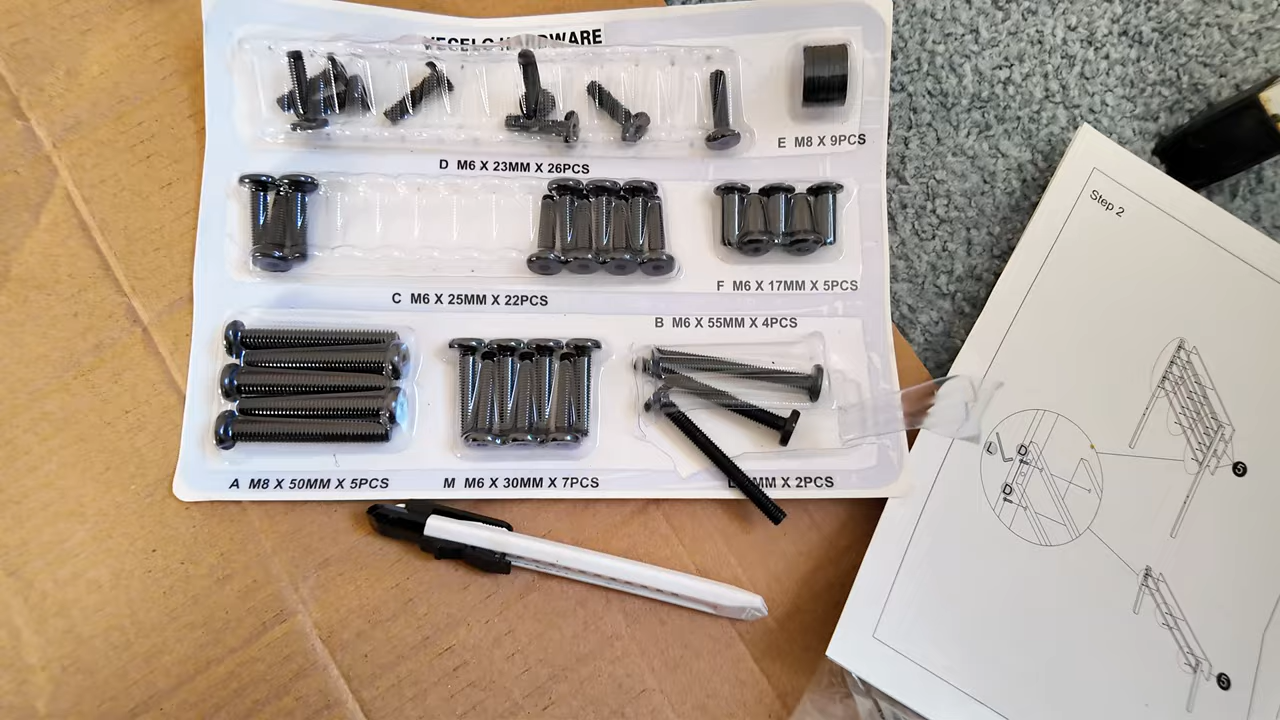 HARDWARE
E M8 X 9PCS
D M6 X 23MM X 26PCS
F M6 X 17MM X 5PCS
C M6 X 25MM X 22PCS
B M6 X 55MM X 4PCS
A M8 X 50MM X 5PCS
M M6 X 30MM X 7PCS
MM X 2PCS
Step 2
L
D
D
5
5